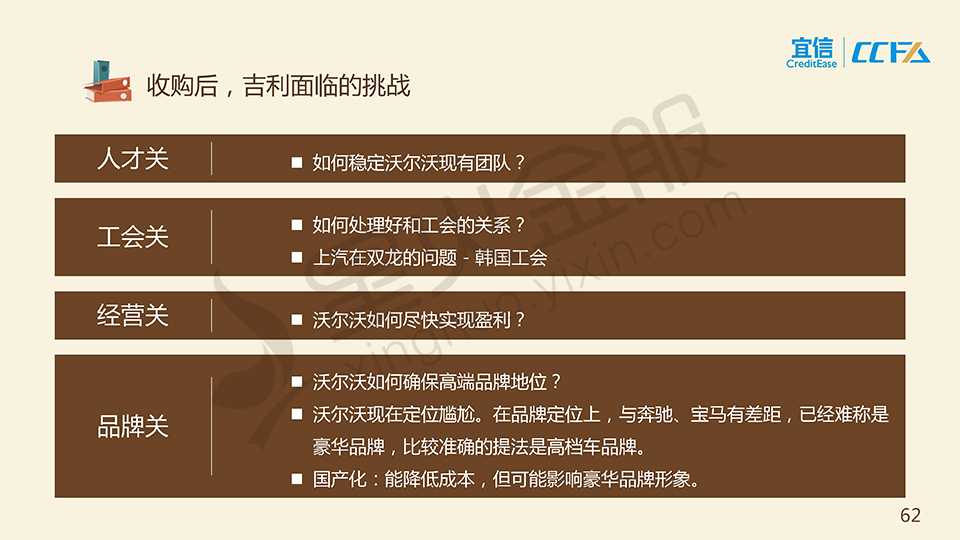 宜信
CreditEase
CCFA
收购后，吉利面临的挑战
人才关
■ 如何稳定沃尔沃现有团队？
工会关
■ 如何处理好和工会的关系？
■ 上汽在双龙的问题 - 韩国工会
经营关
■ 沃尔沃如何尽快实现盈利？
品牌关
■ 沃尔沃如何确保高端品牌地位？
■ 沃尔沃现在定位尴尬。在品牌定位上，与奔驰、宝马有差距，已经难称是
豪华品牌，比较准确的提法是高档车品牌。
■ 国产化：能降低成本，但可能影响豪华品牌形象。
星火金服
xinghuo.yixin.com
62